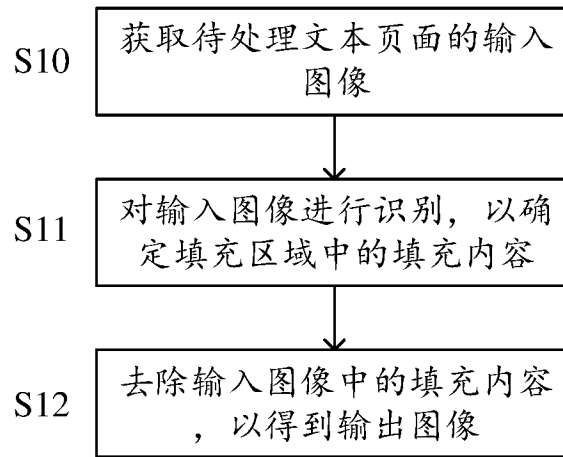 S10
获取待处理文本页面的输入
图像
S11
对输入图像进行识别，以确
定填充区域中的填充内容
S12
去除输入图像中的填充内容
，以得到输出图像